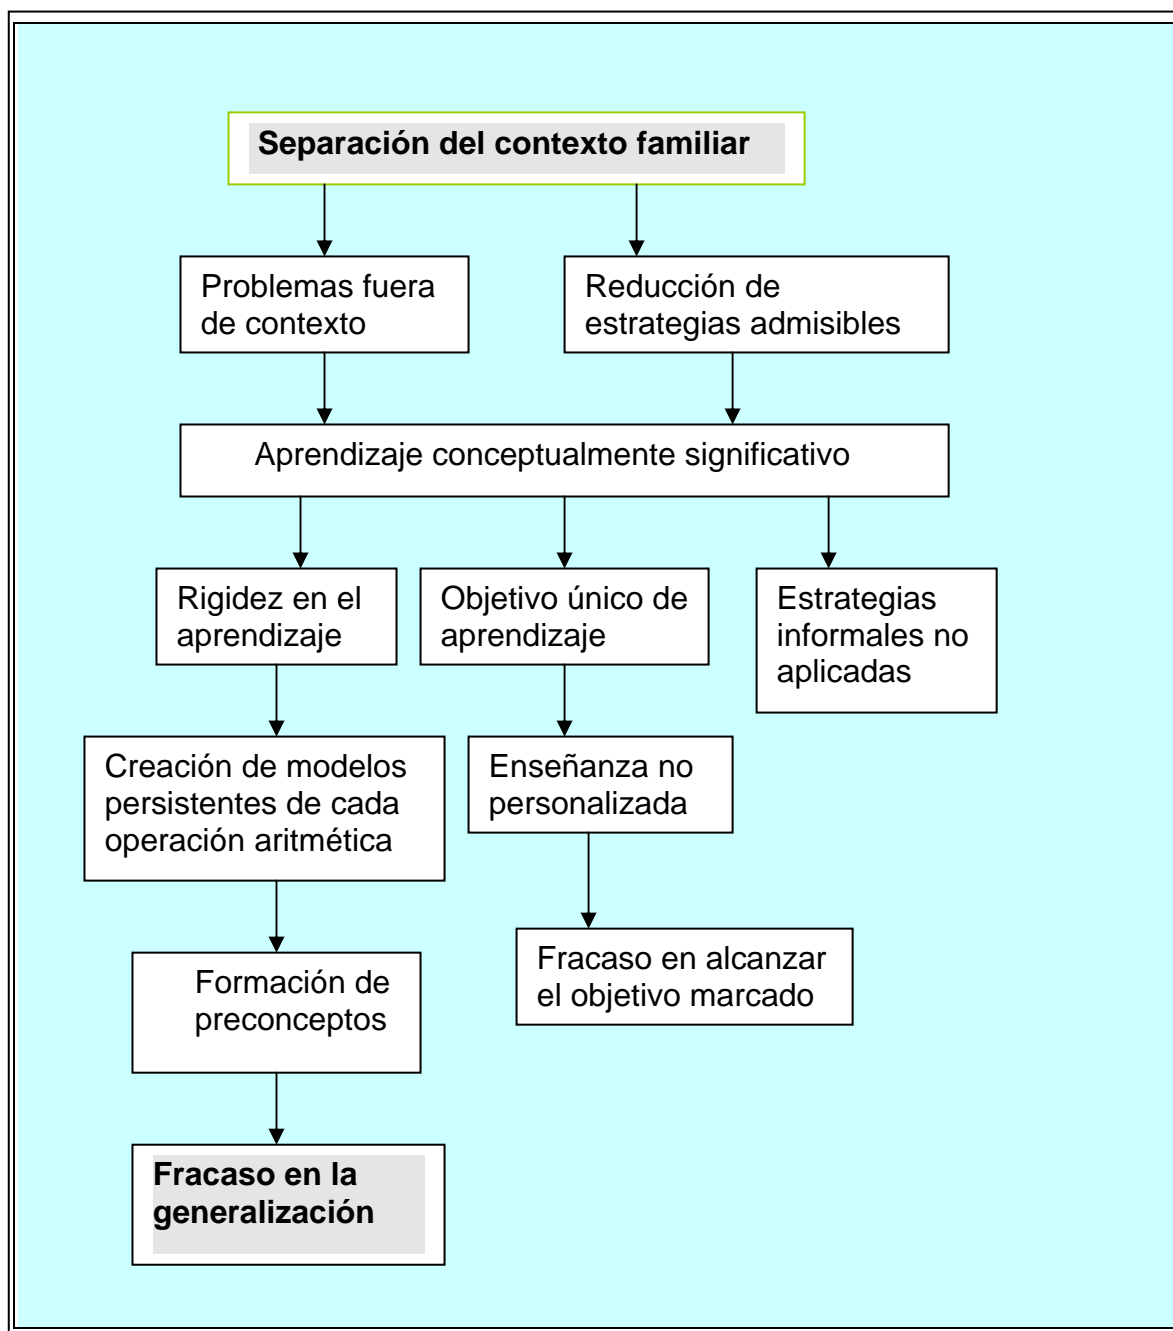 Separación del contexto familiar
Problemas fuera
de contexto
Reducción de
estrategias admisibles
Aprendizaje conceptualmente significativo
Rigidez en el
aprendizaje
Objetivo único de
aprendizaje
Estrategias
informales no
aplicadas
Creación de modelos
persistentes de cada
operación aritmética
Enseñanza no
personalizada
Formación de
preconceptos
Fracaso en alcanzar
el objetivo marcado
Fracaso en la
generalización